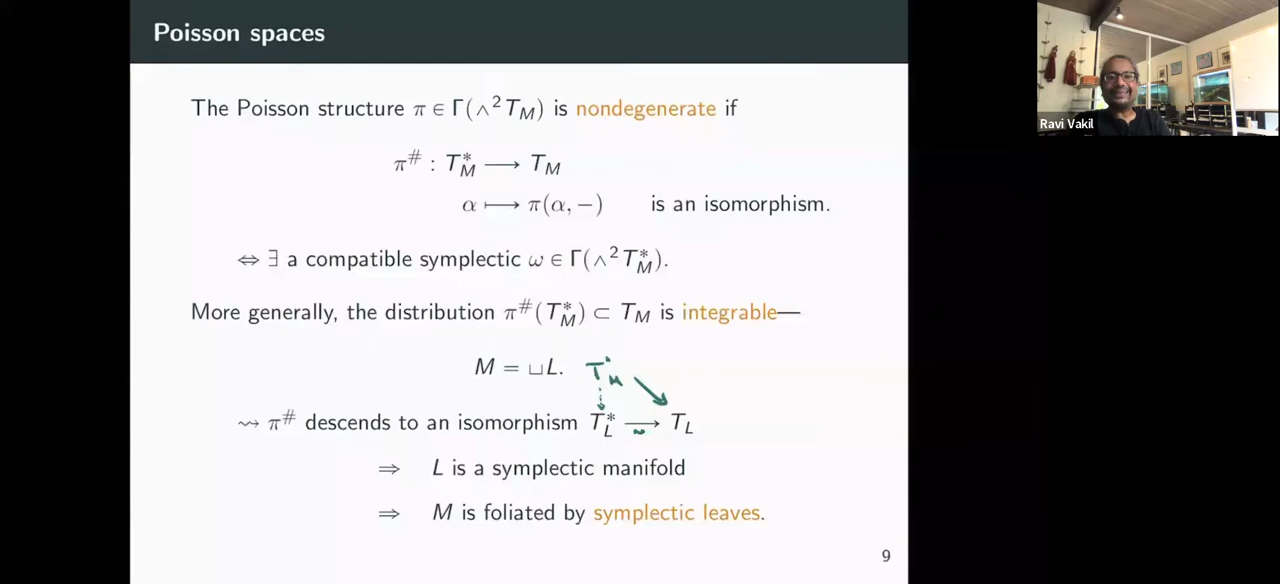 Poisson spaces
The Poisson structure π ∈ Γ(∧²T_M) is nondegenerate if
π^# : T*_M ⟶ T_M
α ⟼ π(α, −) is an isomorphism.
⇔ ∃ a compatible symplectic ω ∈ Γ(∧²T*_M).
More generally, the distribution π^#(T*_M) ⊂ T_M is integrable—
M = ⊔L. T*_M
⇝ π^# descends to an isomorphism T*_L ⟶ T_L
⇒ L is a symplectic manifold
⇒ M is foliated by symplectic leaves.
9
Ravi Vakil